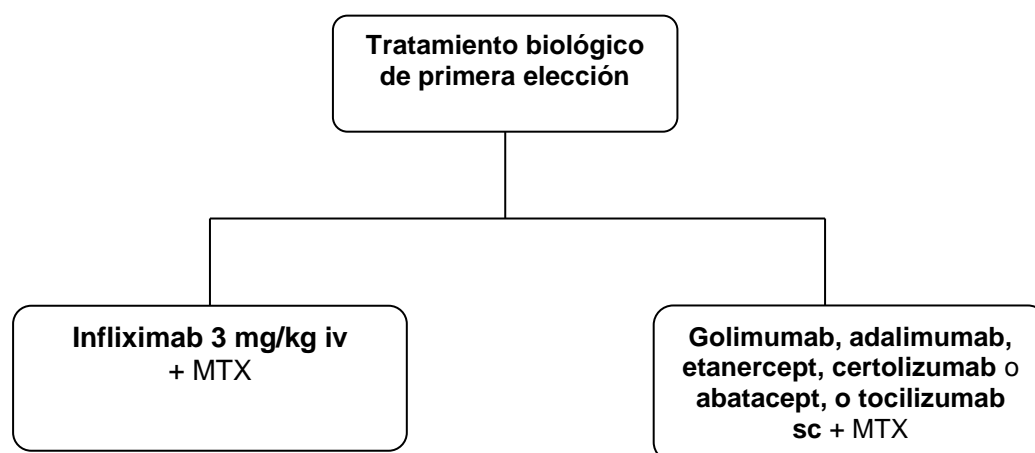 Tratamiento biológico
de primera elección
Infliximab 3 mg/kg iv
+ MTX
Golimumab, adalimumab,
etanercept, certolizumab o
abatacept, o tocilizumab
sc + MTX